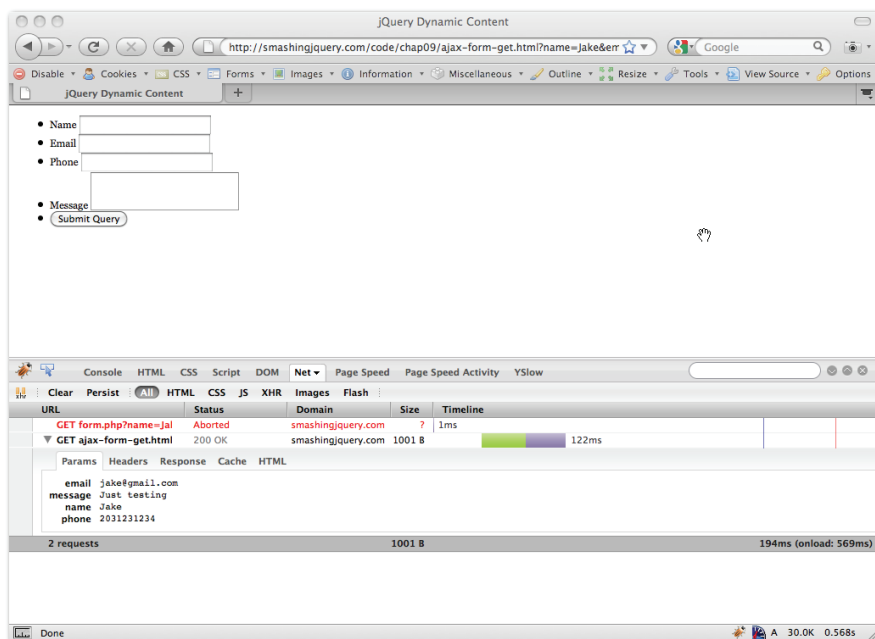 jQuery Dynamic Content
http://smashingjquery.com/code/chap09/ajax-form-get.html?name=Jake&em
Google
Disable Cookies CSS Forms Images Information Miscellaneous Outline Resize Tools View Source Options
jQuery Dynamic Content +
Name
Email
Phone
Message
Submit Query
Console HTML CSS Script DOM Net Page Speed Page Speed Activity YSlow
Clear Persist All HTML CSS JS XHR Images Flash
URL Status Domain Size Timeline
GET form.php?name=Jal Aborted smashingjquery.com ? 1ms
GET ajax-form-get.html 200 OK smashingjquery.com 1001 B 122ms
Params Headers Response Cache HTML
email jake@gmail.com
message Just testing
name Jake
phone 2031231234
2 requests 1001 B 194ms (onload: 569ms)
Done A 30.0K 0.568s